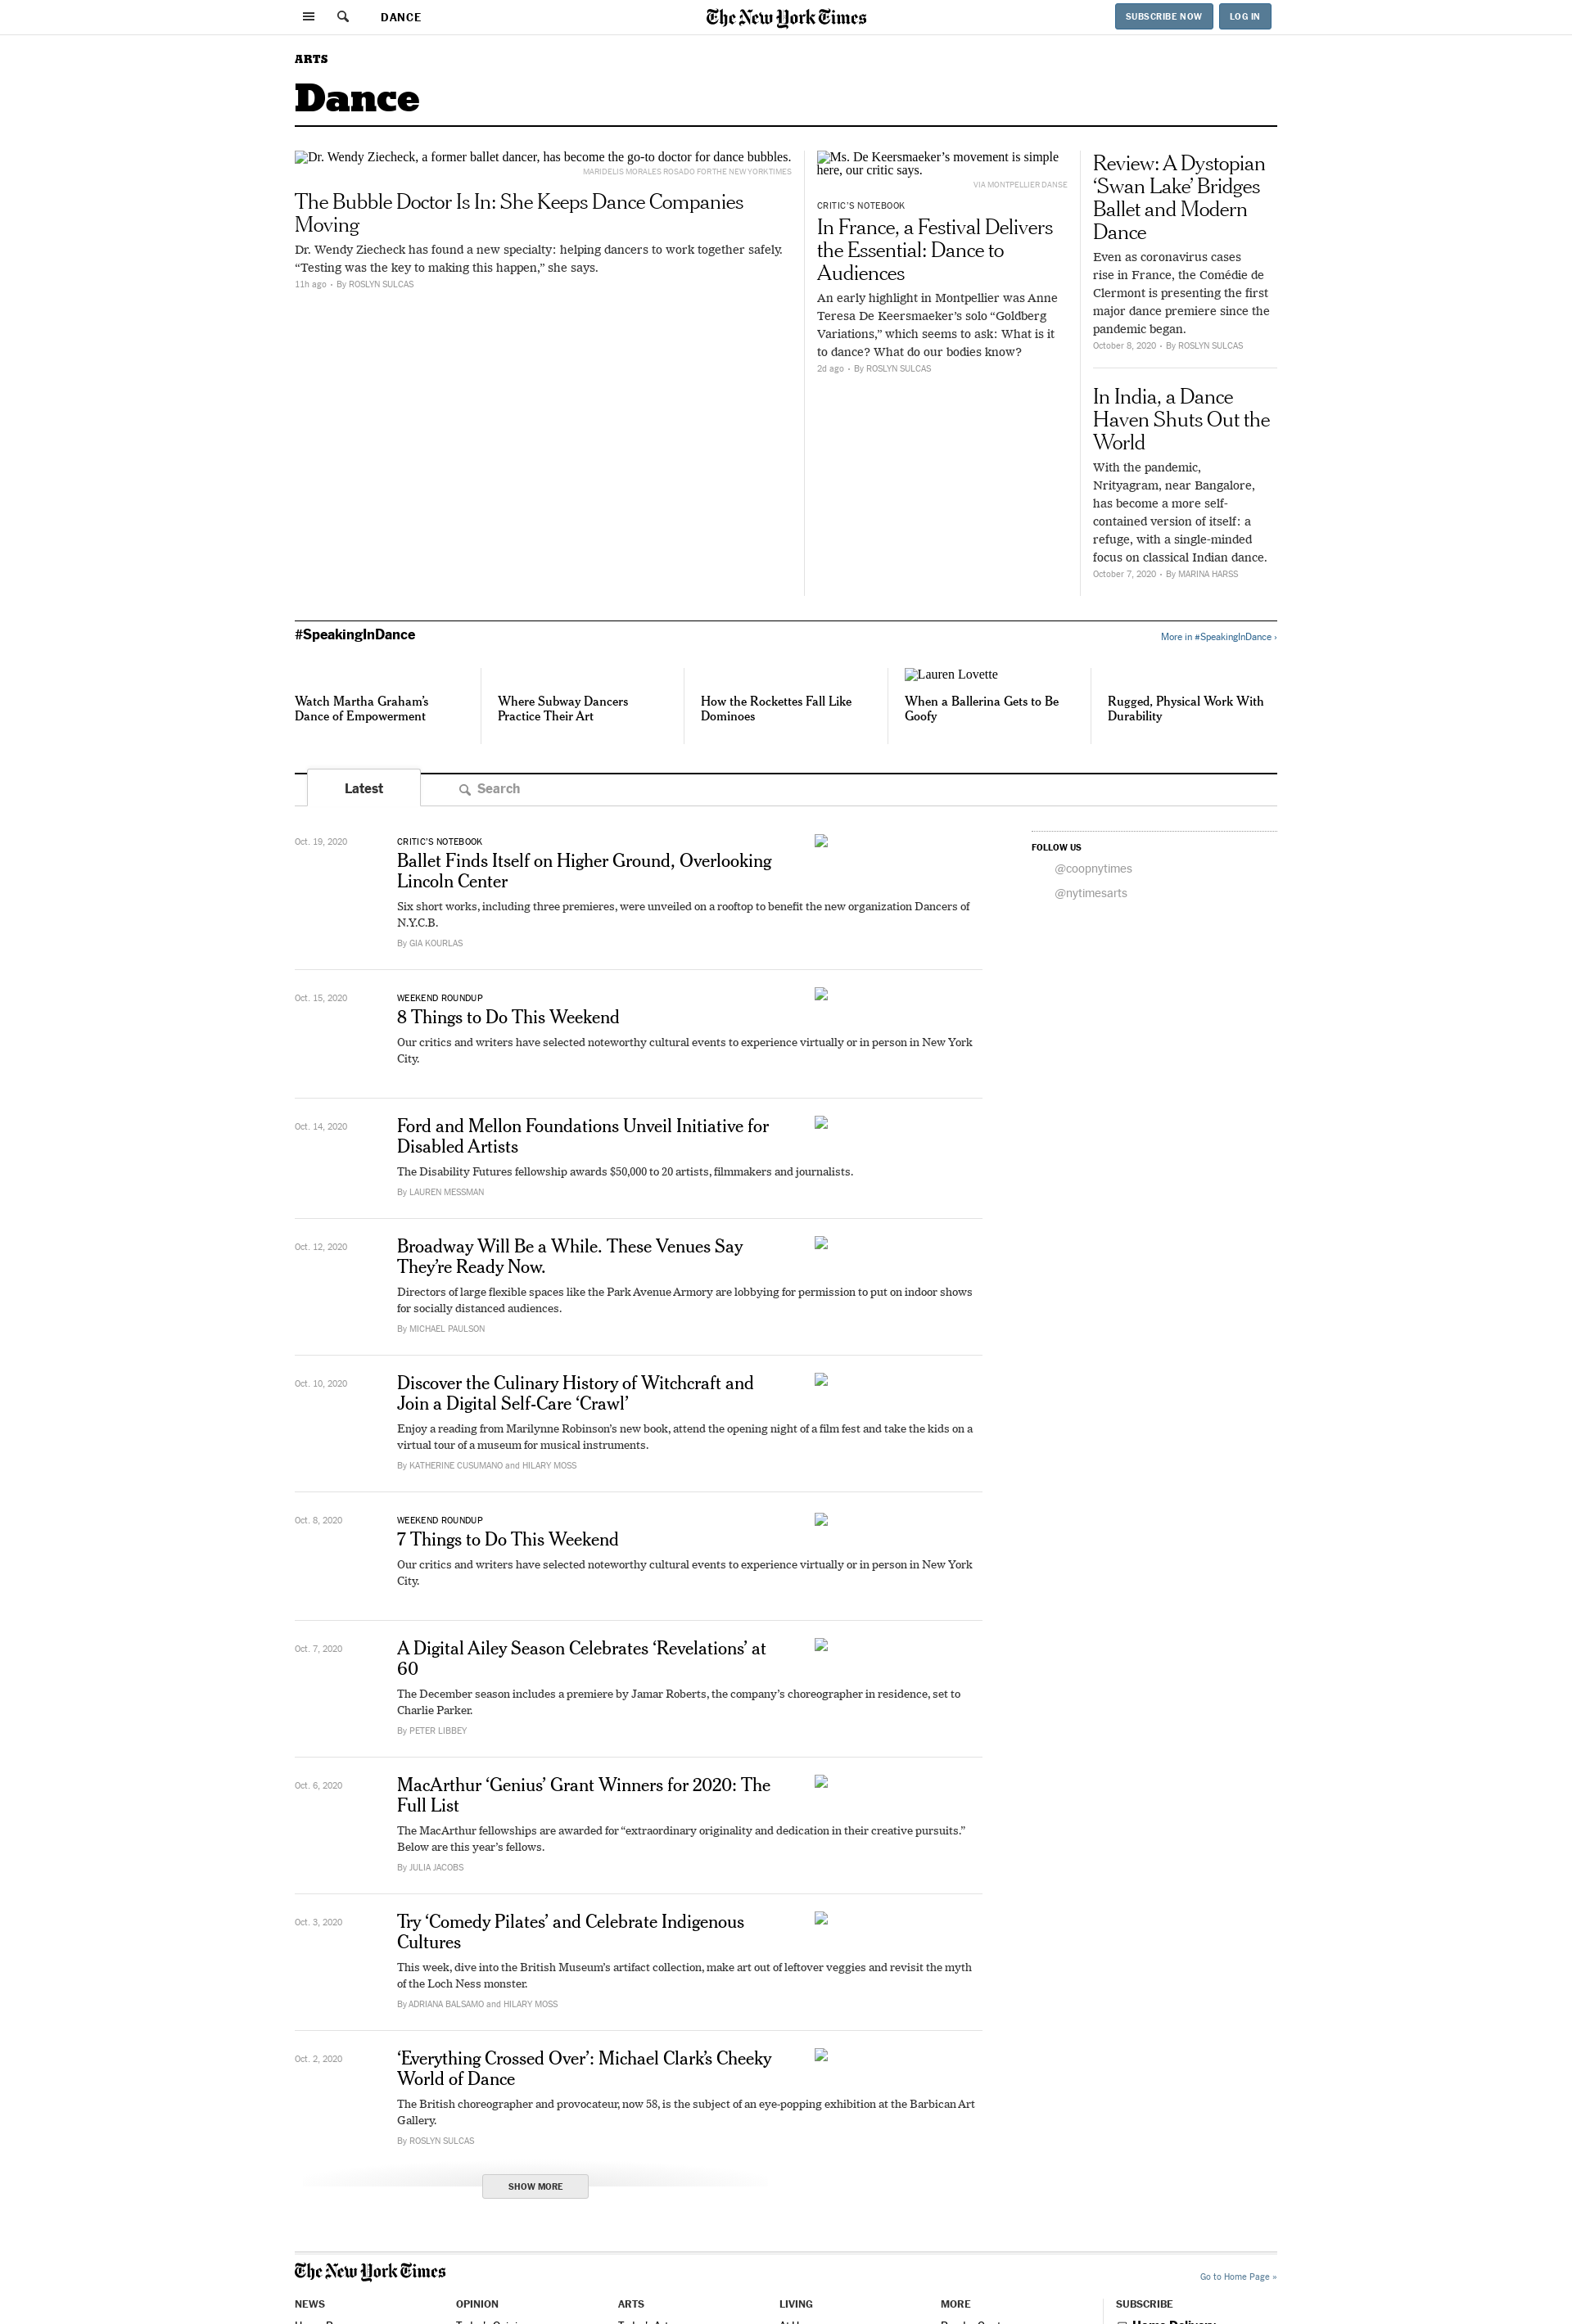 DANCE
The New York Times
SUBSCRIBE NOW
LOG IN
ARTS
Dance
Dr. Wendy Ziecheck, a former ballet dancer, has become the go-to doctor for dance bubbles.
MARIDELIS MORALES ROSADO FOR THE NEW YORK TIMES
The Bubble Doctor Is In: She Keeps Dance Companies
Moving
Dr. Wendy Ziecheck has found a new specialty: helping dancers to work together safely.
“Testing was the key to making this happen,” she says.
11h ago • By ROSLYN SULCAS
Ms. De Keersmaeker’s movement is simple
here, our critic says.
VIA MONTPELLIER DANSE
CRITIC’S NOTEBOOK
In France, a Festival Delivers
the Essential: Dance to
Audiences
An early highlight in Montpellier was Anne
Teresa De Keersmaeker’s solo “Goldberg
Variations,” which seems to ask: What is it
to dance? What do our bodies know?
2d ago • By ROSLYN SULCAS
Review: A Dystopian
‘Swan Lake’ Bridges
Ballet and Modern
Dance
Even as coronavirus cases
rise in France, the Comédie de
Clermont is presenting the first
major dance premiere since the
pandemic began.
October 8, 2020 • By ROSLYN SULCAS
In India, a Dance
Haven Shuts Out the
World
With the pandemic,
Nrityagram, near Bangalore,
has become a more self-
contained version of itself: a
refuge, with a single-minded
focus on classical Indian dance.
October 7, 2020 • By MARINA HARSS
#SpeakingInDance
More in #SpeakingInDance ›
Watch Martha Graham’s
Dance of Empowerment
Where Subway Dancers
Practice Their Art
How the Rockettes Fall Like
Dominoes
Lauren Lovette
When a Ballerina Gets to Be
Goofy
Rugged, Physical Work With
Durability
Latest
Search
Oct. 19, 2020
CRITIC’S NOTEBOOK
Ballet Finds Itself on Higher Ground, Overlooking
Lincoln Center
Six short works, including three premieres, were unveiled on a rooftop to benefit the new organization Dancers of
N.Y.C.B.
By GIA KOURLAS
FOLLOW US
@coopnytimes
@nytimesarts
Oct. 15, 2020
WEEKEND ROUNDUP
8 Things to Do This Weekend
Our critics and writers have selected noteworthy cultural events to experience virtually or in person in New York
City.
Oct. 14, 2020
Ford and Mellon Foundations Unveil Initiative for
Disabled Artists
The Disability Futures fellowship awards $50,000 to 20 artists, filmmakers and journalists.
By LAUREN MESSMAN
Oct. 12, 2020
Broadway Will Be a While. These Venues Say
They’re Ready Now.
Directors of large flexible spaces like the Park Avenue Armory are lobbying for permission to put on indoor shows
for socially distanced audiences.
By MICHAEL PAULSON
Oct. 10, 2020
Discover the Culinary History of Witchcraft and
Join a Digital Self-Care ‘Crawl’
Enjoy a reading from Marilynne Robinson’s new book, attend the opening night of a film fest and take the kids on a
virtual tour of a museum for musical instruments.
By KATHERINE CUSUMANO and HILARY MOSS
Oct. 8, 2020
WEEKEND ROUNDUP
7 Things to Do This Weekend
Our critics and writers have selected noteworthy cultural events to experience virtually or in person in New York
City.
Oct. 7, 2020
A Digital Ailey Season Celebrates ‘Revelations’ at
60
The December season includes a premiere by Jamar Roberts, the company’s choreographer in residence, set to
Charlie Parker.
By PETER LIBBEY
Oct. 6, 2020
MacArthur ‘Genius’ Grant Winners for 2020: The
Full List
The MacArthur fellowships are awarded for “extraordinary originality and dedication in their creative pursuits.”
Below are this year’s fellows.
By JULIA JACOBS
Oct. 3, 2020
Try ‘Comedy Pilates’ and Celebrate Indigenous
Cultures
This week, dive into the British Museum’s artifact collection, make art out of leftover veggies and revisit the myth
of the Loch Ness monster.
By ADRIANA BALSAMO and HILARY MOSS
Oct. 2, 2020
‘Everything Crossed Over’: Michael Clark’s Cheeky
World of Dance
The British choreographer and provocateur, now 58, is the subject of an eye-popping exhibition at the Barbican Art
Gallery.
By ROSLYN SULCAS
SHOW MORE
The New York Times
Go to Home Page »
NEWS
OPINION
ARTS
LIVING
MORE
SUBSCRIBE